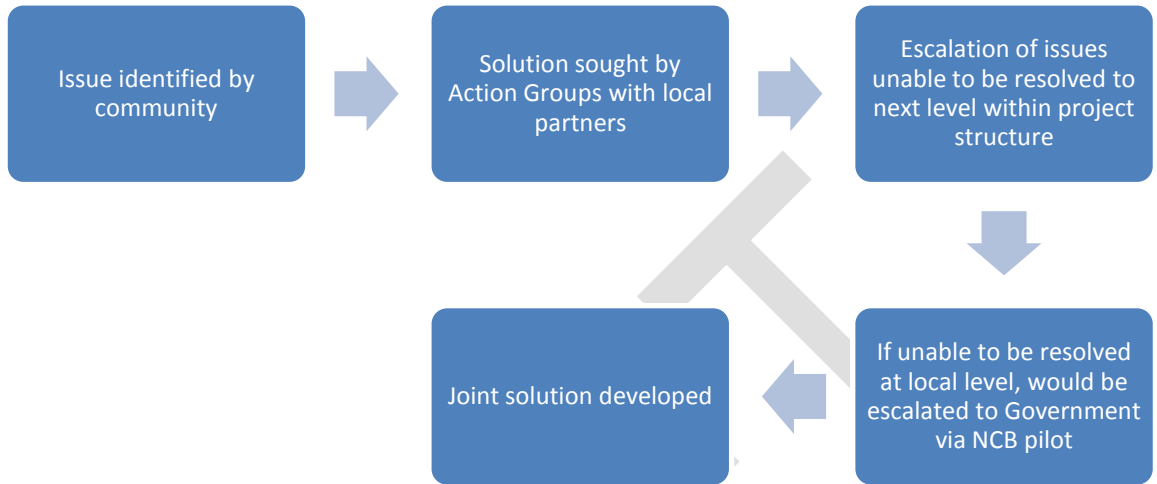 Issue identified by
community
Solution sought by
Action Groups with local
partners
Escalation of issues
unable to be resolved to
next level within project
structure
If unable to be resolved
at local level, would be
escalated to Government
via NCB pilot
Joint solution developed